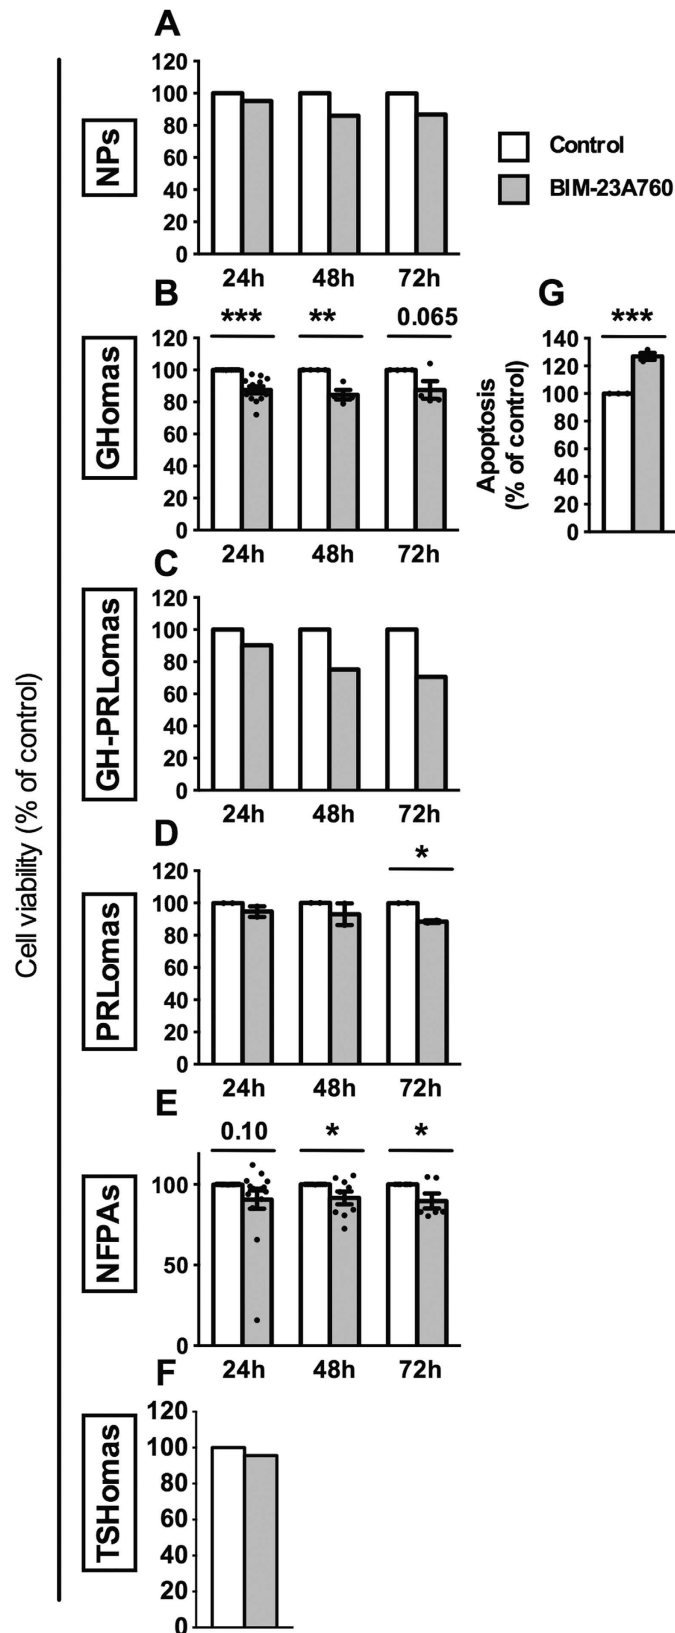 Cell viability (% of control)
A
NPs
120
100
80
60
40
20
0
24h 48h 72h
Control
BIM-23A760
B
GHomas
*** ** 0.065
120
100
80
60
40
20
0
24h 48h 72h
G
***
Apoptosis
(% of control)
140
120
100
80
60
40
20
0
C
GH-PRLomas
120
100
80
60
40
20
0
24h 48h 72h
D
PRLomas
*
120
100
80
60
40
20
0
24h 48h 72h
E
NFPAs
0.10 * *
100
50
0
24h 48h 72h
F
TSHomas
120
100
80
60
40
20
0